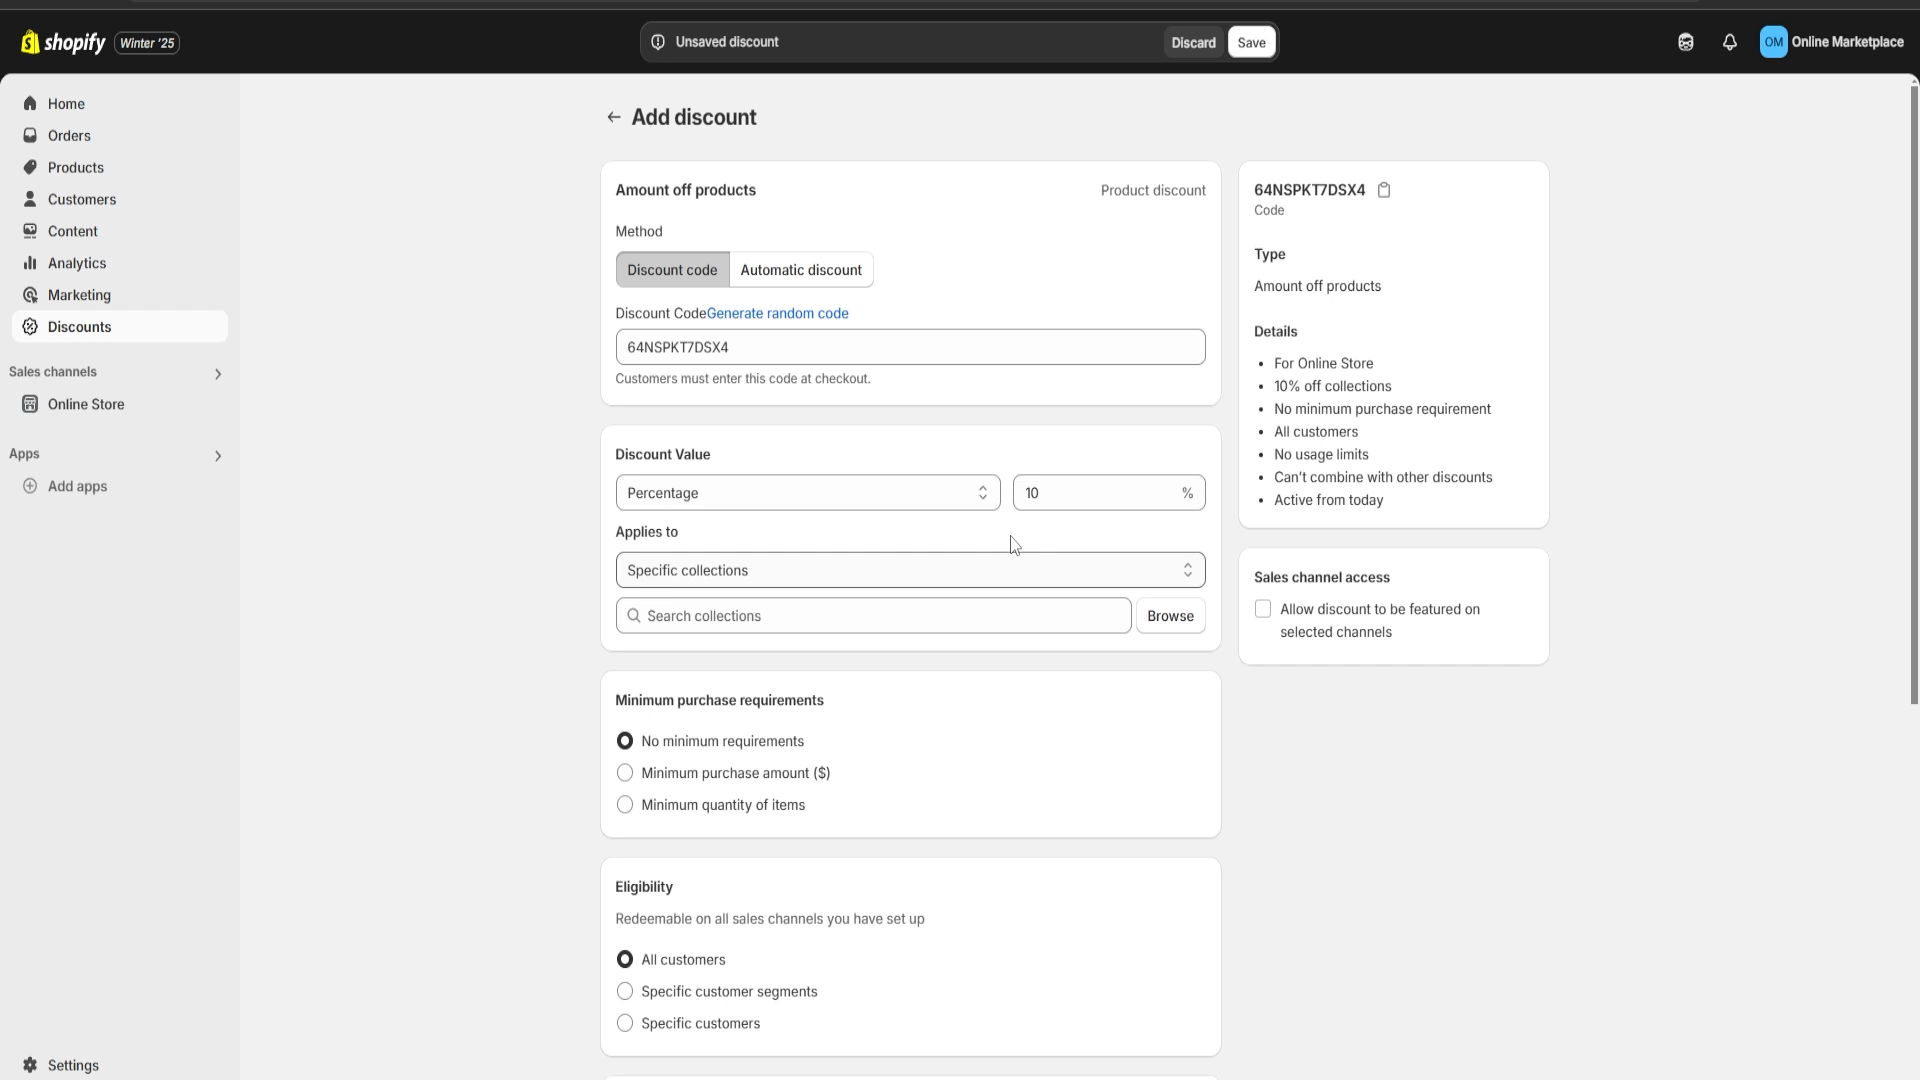 shopify Winter '25
Unsaved discount
Discard Save
OM Online Marketplace
Home
Orders
Products
Customers
Content
Analytics
Marketing
Discounts
Sales channels
Online Store
Apps
Add apps
Settings
Add discount
Amount off products Product discount
Method
Discount code Automatic discount
Discount CodeGenerate random code
64NSPKT7DSX4
Customers must enter this code at checkout.
Discount Value
Percentage 10 %
Applies to
Specific collections
Search collections Browse
Minimum purchase requirements
No minimum requirements
Minimum purchase amount ($)
Minimum quantity of items
Eligibility
Redeemable on all sales channels you have set up
All customers
Specific customer segments
Specific customers
64NSPKT7DSX4
Code
Type
Amount off products
Details
• For Online Store
• 10% off collections
• No minimum purchase requirement
• All customers
• No usage limits
• Can't combine with other discounts
• Active from today
Sales channel access
Allow discount to be featured on
selected channels